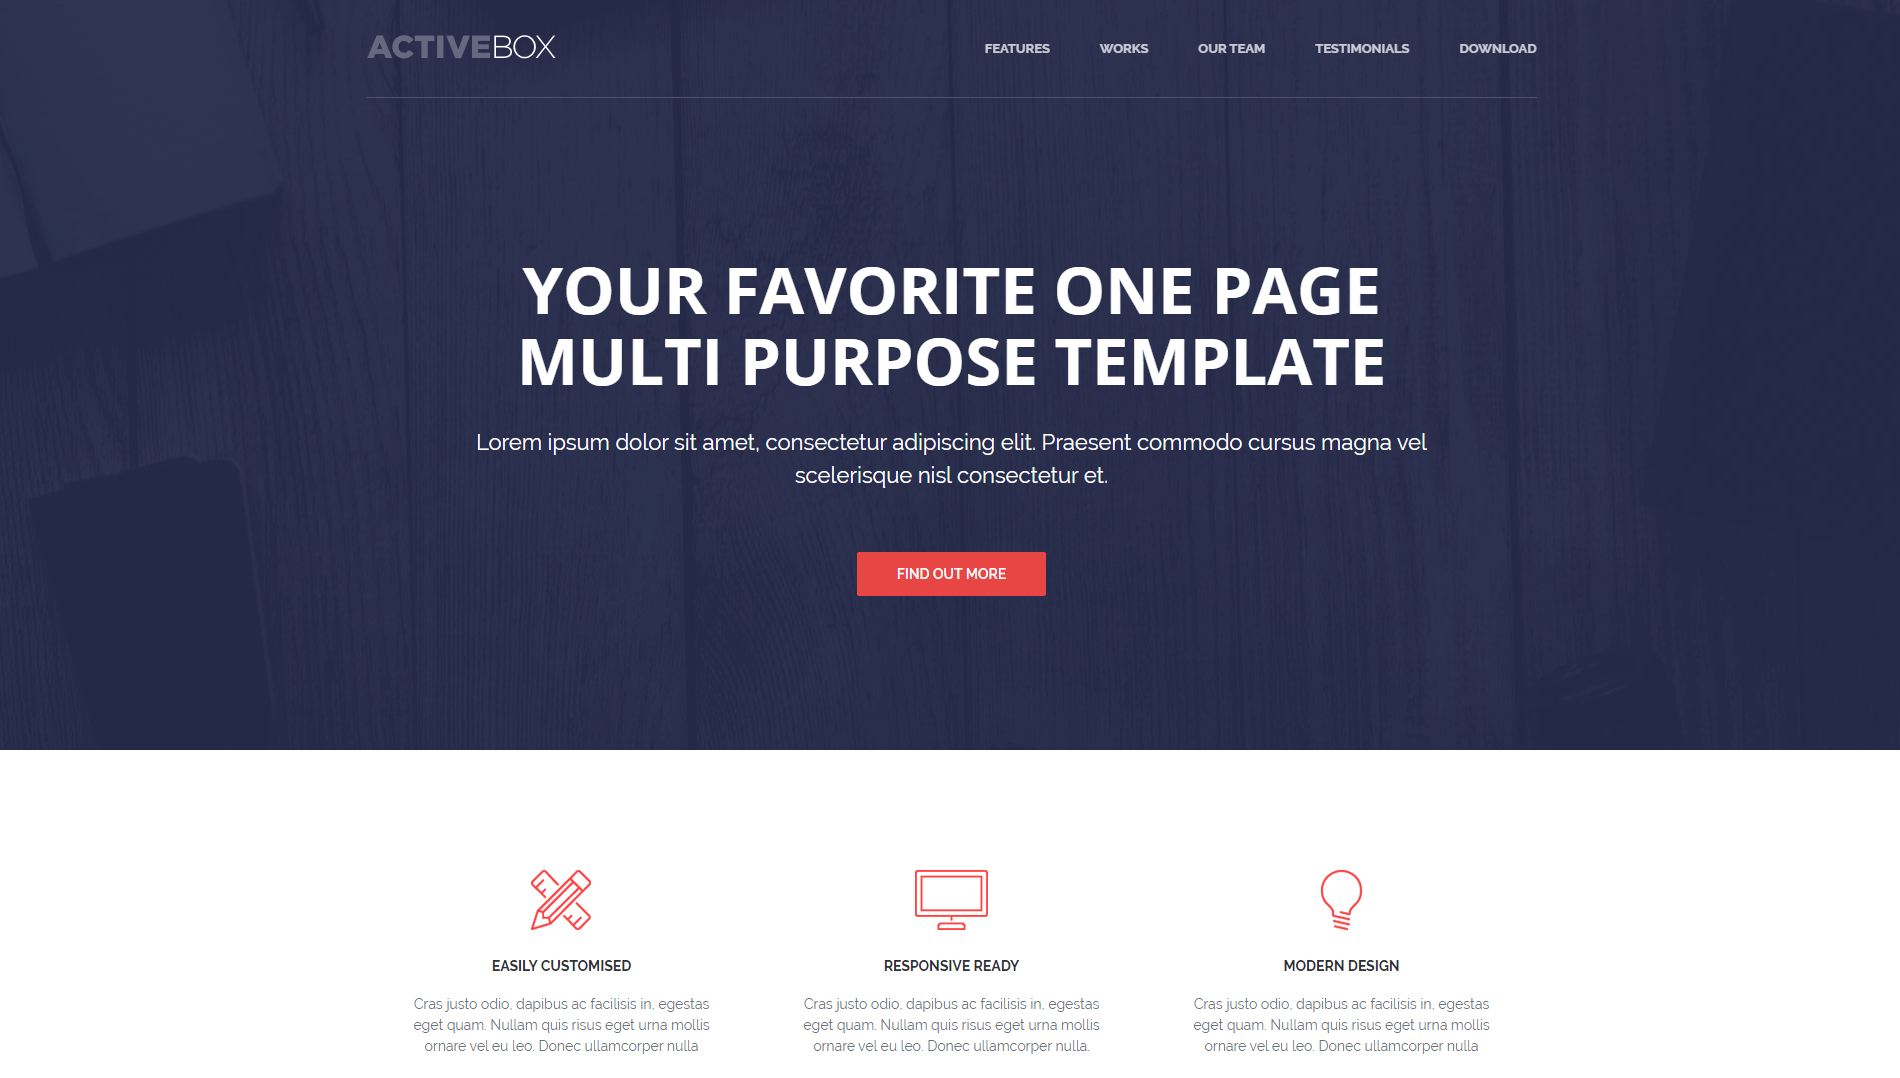 ACTIVEBOX
FEATURES WORKS OUR TEAM TESTIMONIALS DOWNLOAD
YOUR FAVORITE ONE PAGE
MULTI PURPOSE TEMPLATE
Lorem ipsum dolor sit amet, consectetur adipiscing elit. Praesent commodo cursus magna vel
scelerisque nisl consectetur et.
FIND OUT MORE
EASILY CUSTOMISED
Cras justo odio, dapibus ac facilisis in, egestas
eget quam. Nullam quis risus eget urna mollis
ornare vel eu leo. Donec ullamcorper nulla
RESPONSIVE READY
Cras justo odio, dapibus ac facilisis in, egestas
eget quam. Nullam quis risus eget urna mollis
ornare vel eu leo. Donec ullamcorper nulla.
MODERN DESIGN
Cras justo odio, dapibus ac facilisis in, egestas
eget quam. Nullam quis risus eget urna mollis
ornare vel eu leo. Donec ullamcorper nulla